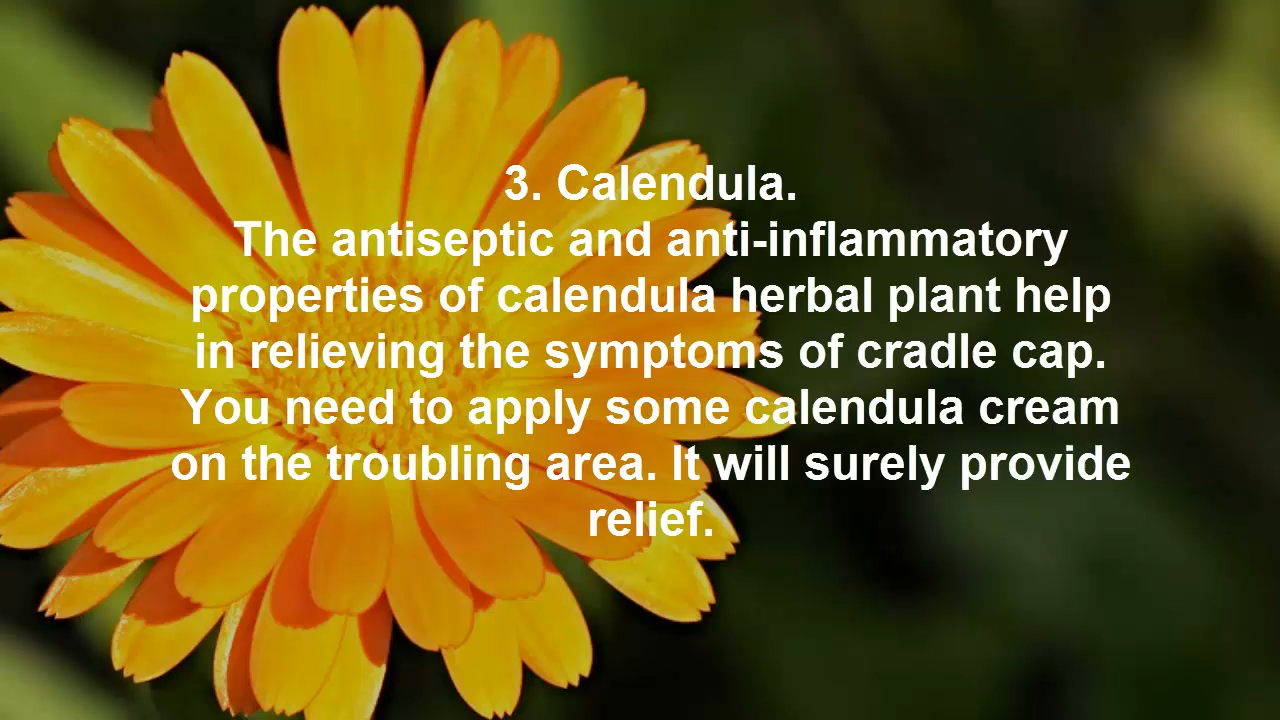 3. Calendula.
The antiseptic and anti-inflammatory
properties of calendula herbal plant help
in relieving the symptoms of cradle cap.
You need to apply some calendula cream
on the troubling area. It will surely provide
relief.